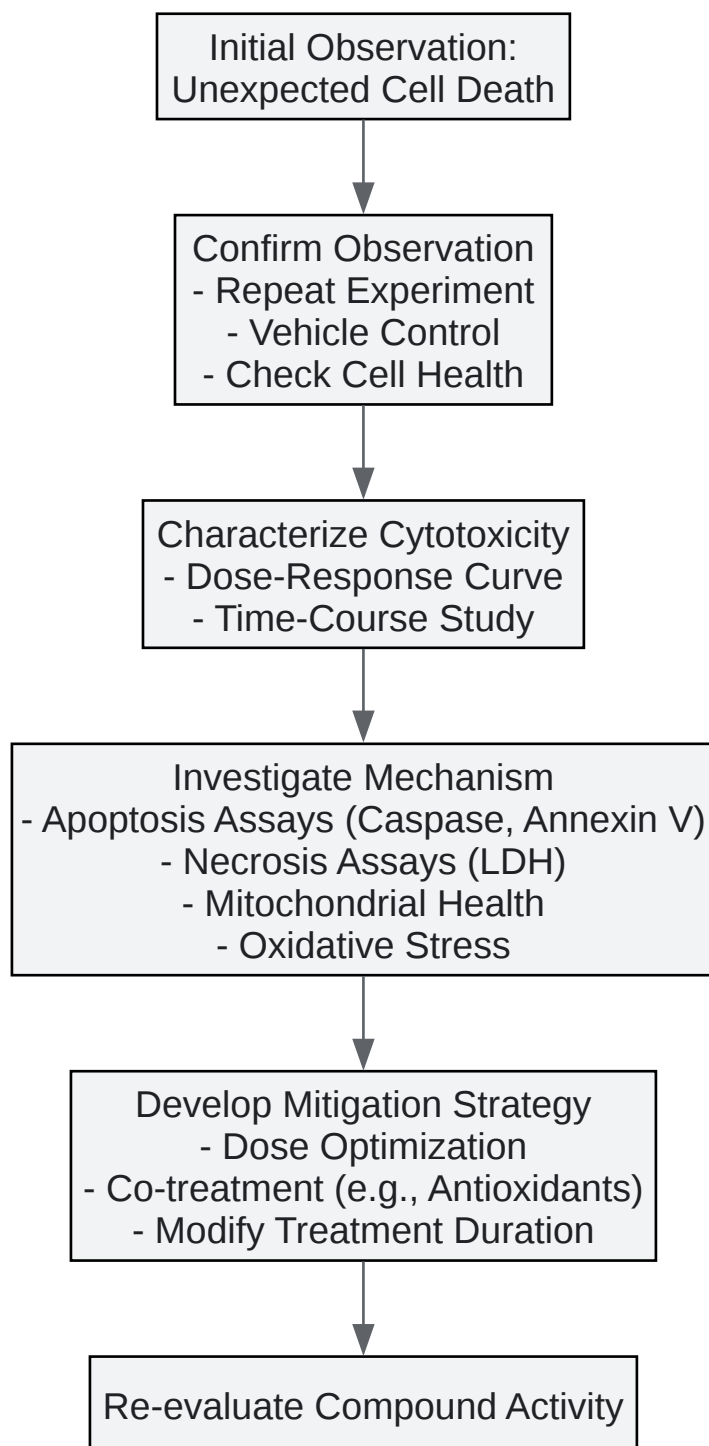 Initial Observation:
Unexpected Cell Death
Confirm Observation
- Repeat Experiment
- Vehicle Control
- Check Cell Health
Characterize Cytotoxicity
- Dose-Response Curve
- Time-Course Study
Investigate Mechanism
- Apoptosis Assays (Caspase, Annexin V)
- Necrosis Assays (LDH)
- Mitochondrial Health
- Oxidative Stress
Develop Mitigation Strategy
- Dose Optimization
- Co-treatment (e.g., Antioxidants)
- Modify Treatment Duration
Re-evaluate Compound Activity